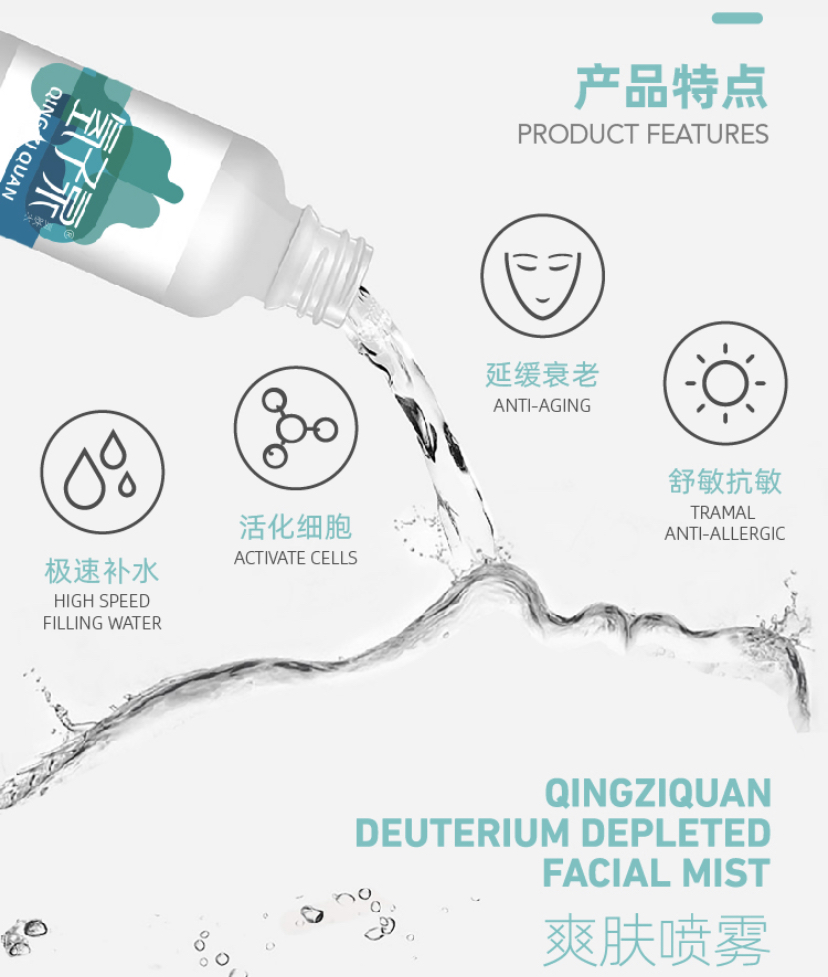 产品特点
PRODUCT FEATURES
氢子泉®
QINGZIQUAN
延缓衰老
ANTI-AGING
舒敏抗敏
TRAMAL
ANTI-ALLERGIC
活化细胞
ACTIVATE CELLS
极速补水
HIGH SPEED
FILLING WATER
QINGZIQUAN
DEUTERIUM DEPLETED
FACIAL MIST
爽肤喷雾